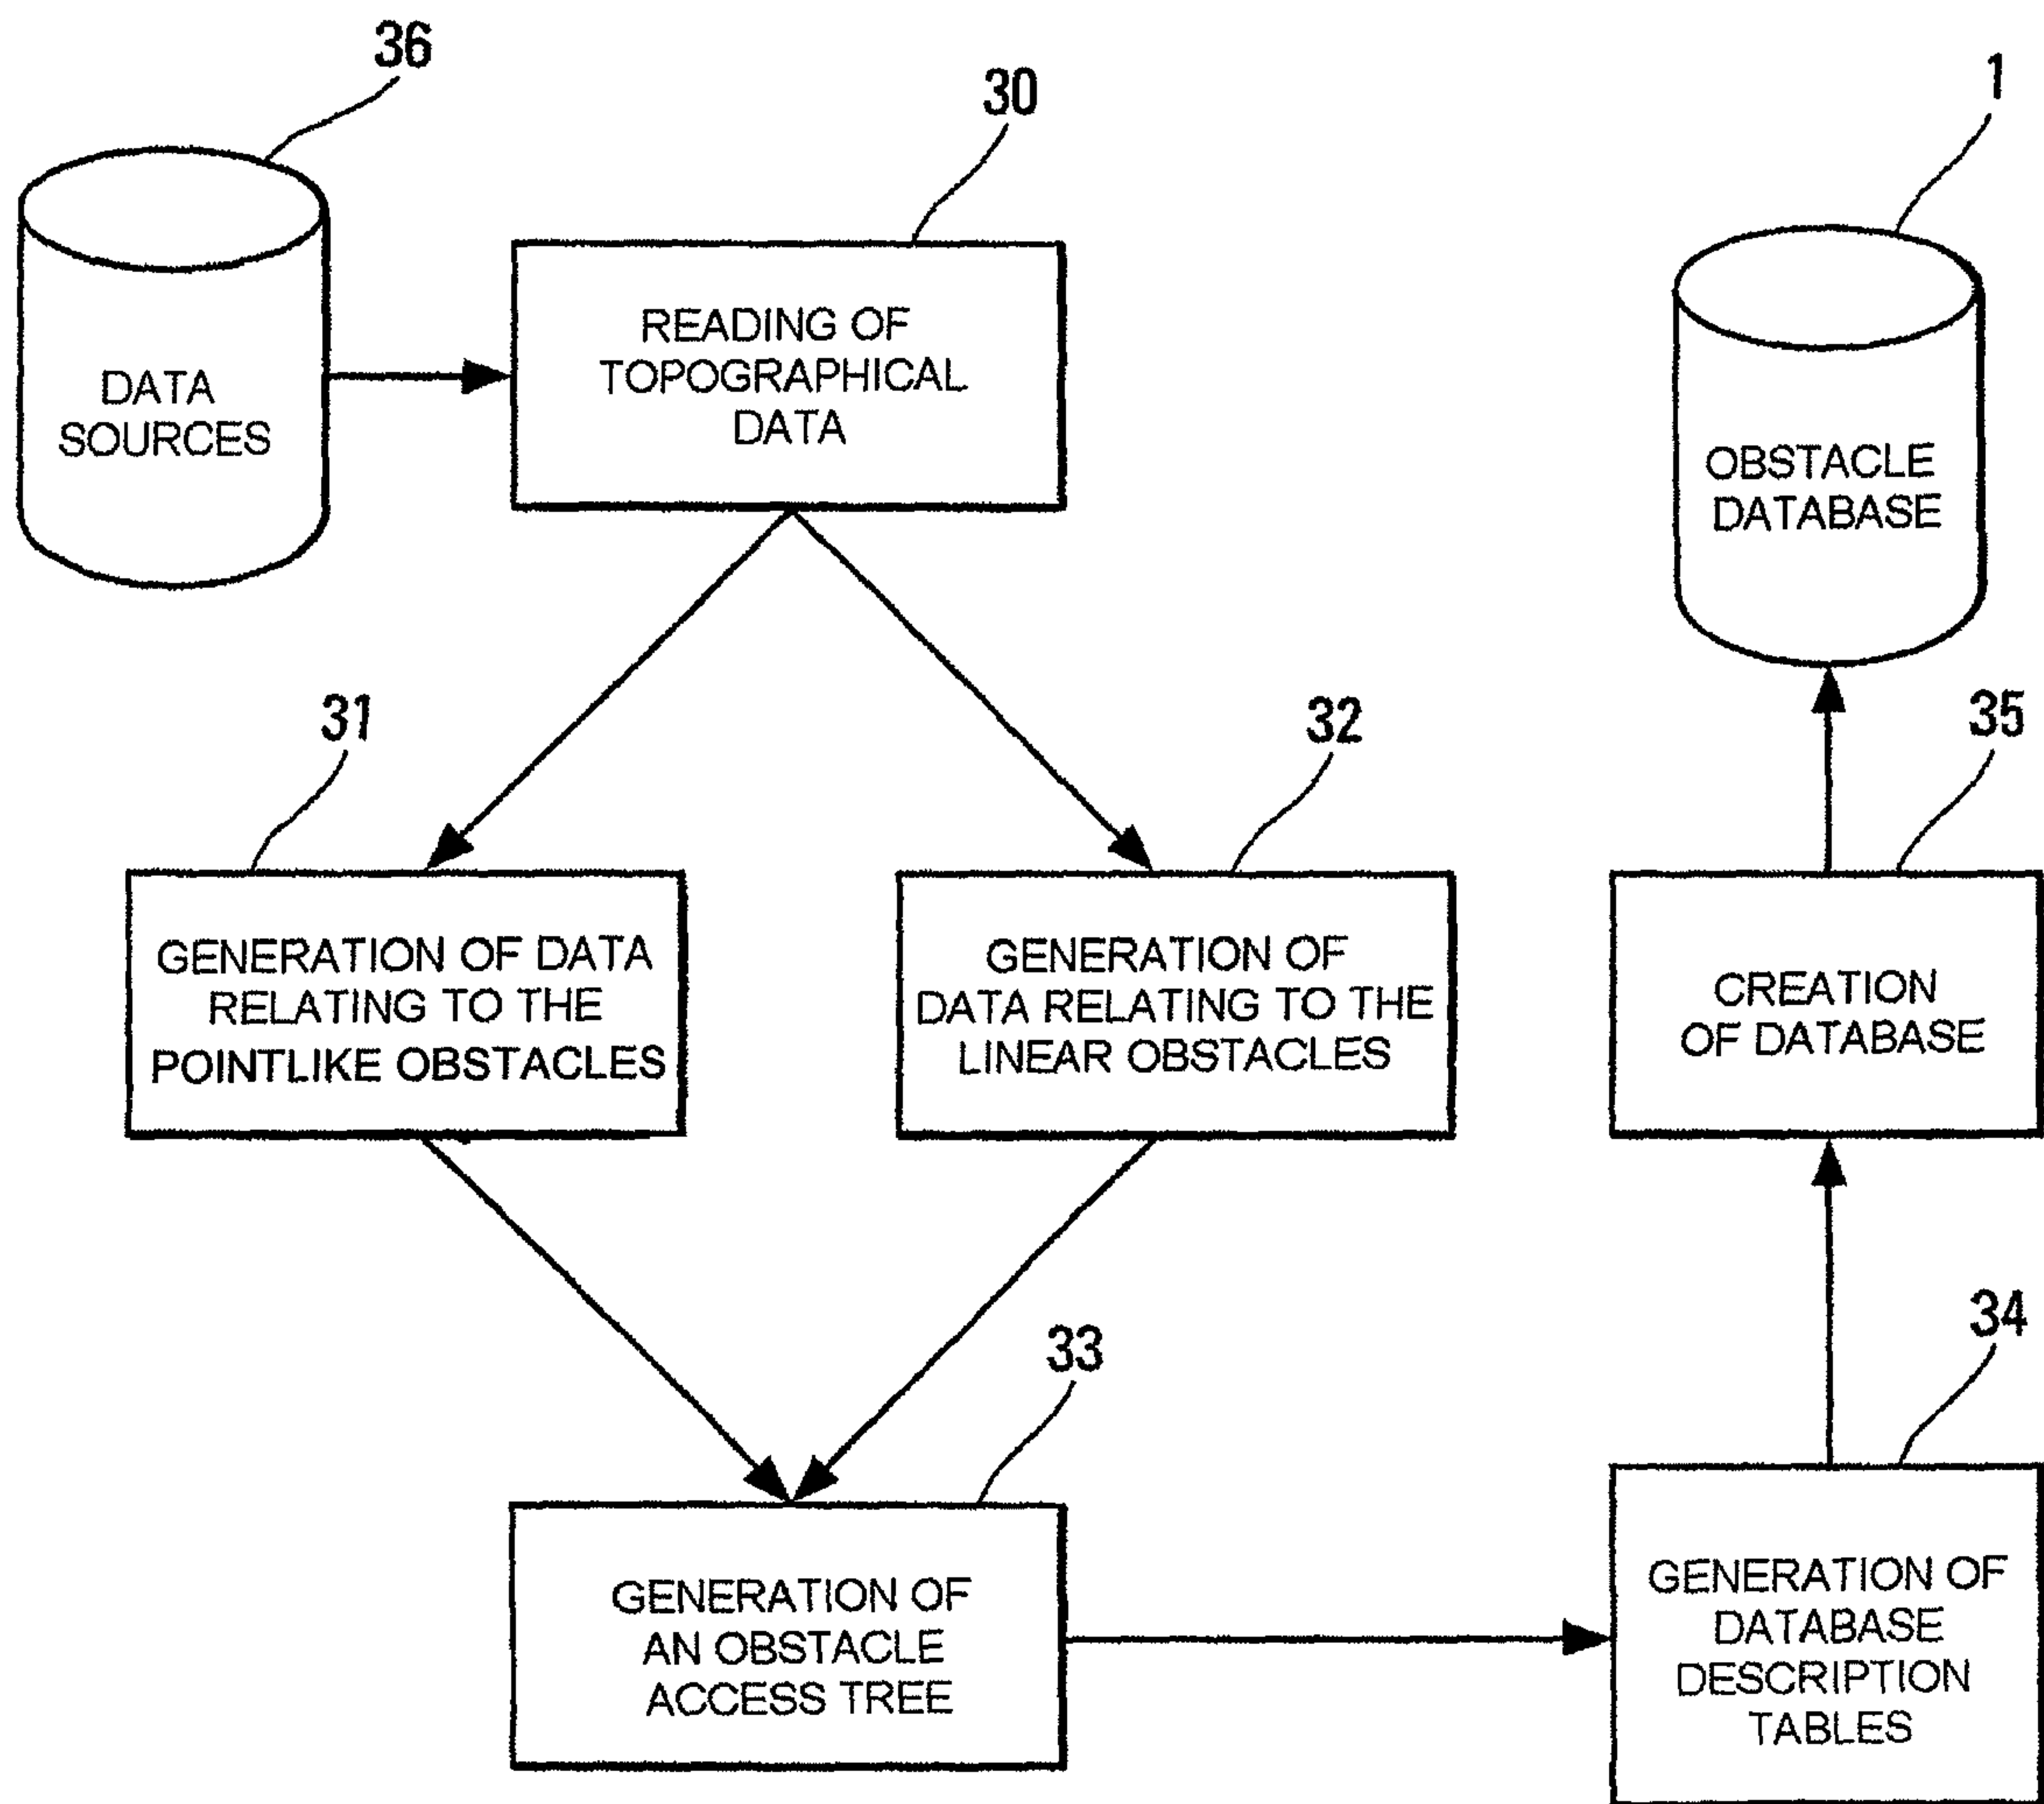 36
30
1
DATA
SOURCES
READING OF
TOPOGRAPHICAL
DATA
OBSTACLE
DATABASE
31
32
35
GENERATION OF DATA
RELATING TO THE
POINTLIKE OBSTACLES
GENERATION OF
DATA RELATING TO THE
LINEAR OBSTACLES
CREATION
OF DATABASE
33
34
GENERATION OF
AN OBSTACLE
ACCESS TREE
GENERATION OF
DATABASE
DESCRIPTION
TABLES